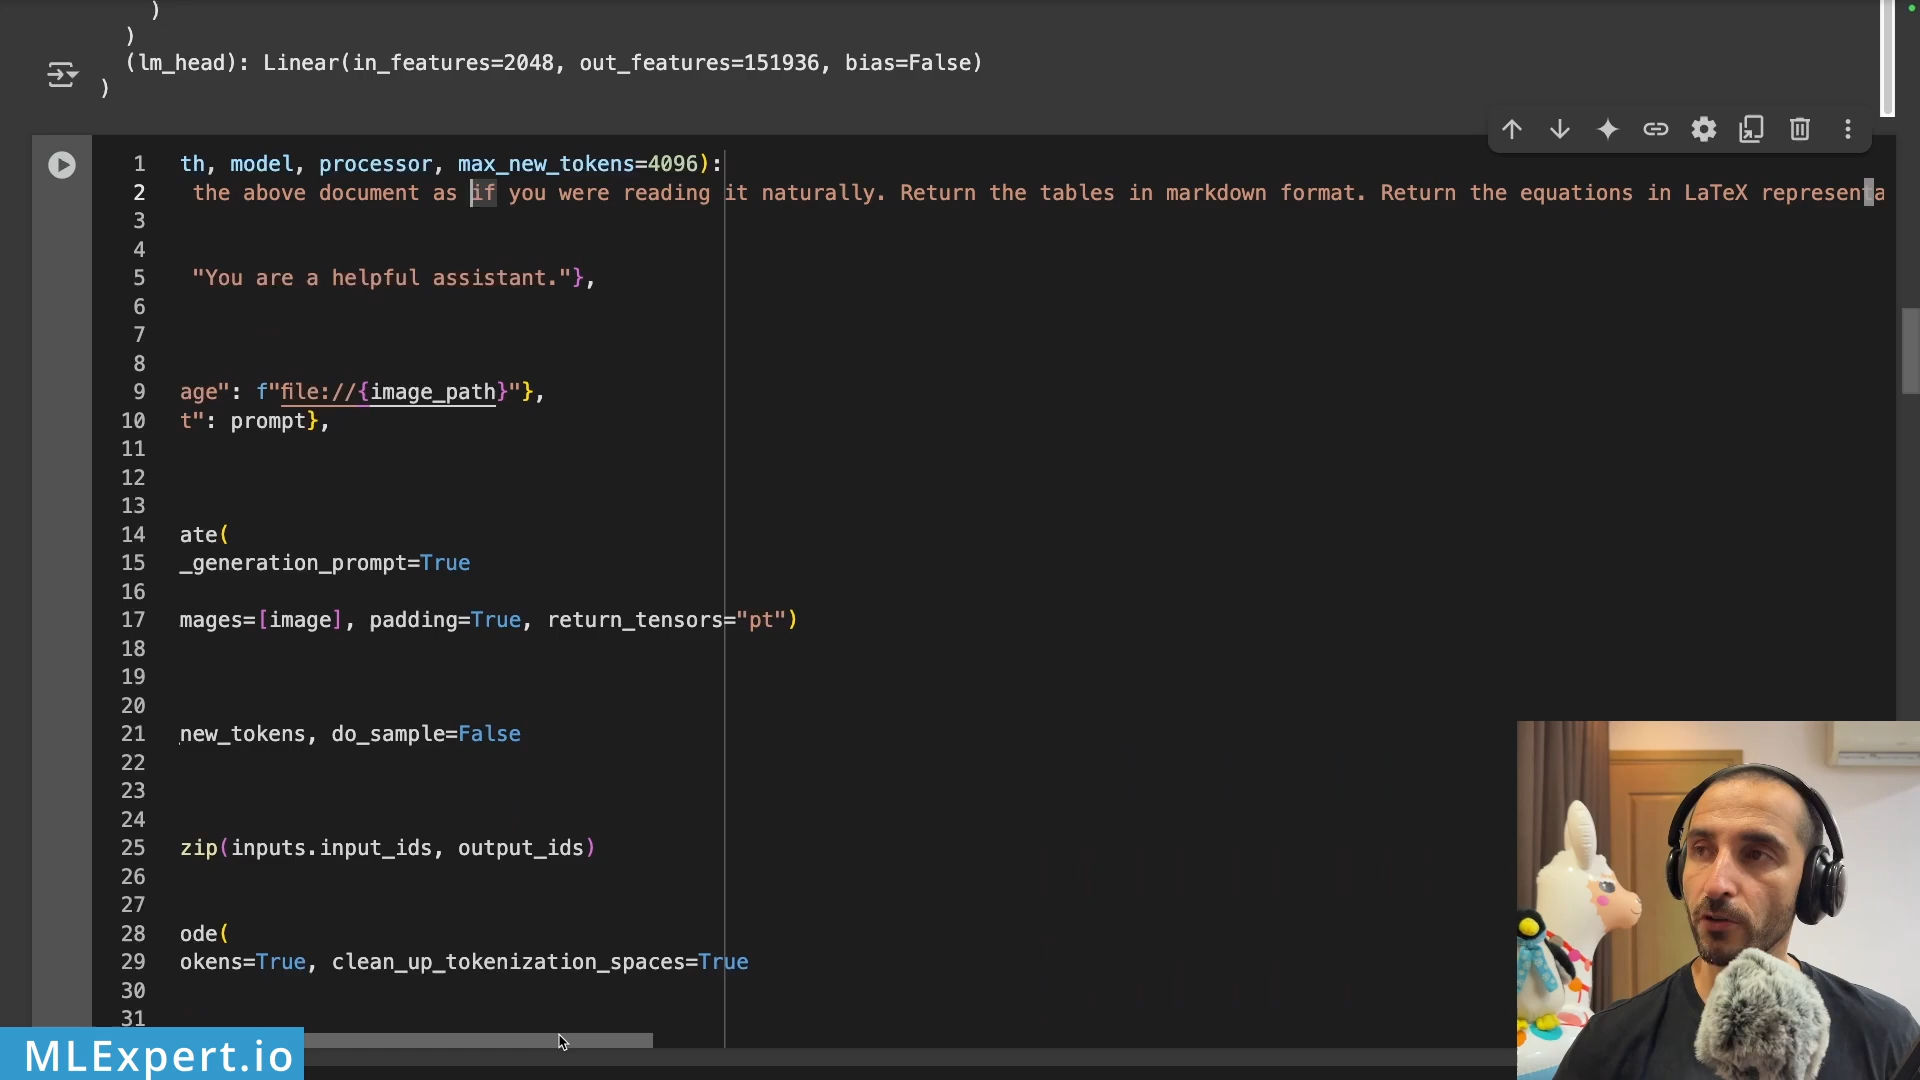 )
)
(lm_head): Linear(in_features=2048, out_features=151936, bias=False)
)
1 th, model, processor, max_new_tokens=4096):
2 the above document as if you were reading it naturally. Return the tables in markdown format. Return the equations in LaTeX representa
3
4
5 "You are a helpful assistant."},
6
7
8
9 age": f"file://{image_path}"},
10 t": prompt},
11
12
13
14 ate(
15 _generation_prompt=True
16
17 mages=[image], padding=True, return_tensors="pt")
18
19
20
21 new_tokens, do_sample=False
22
23
24
25 zip(inputs.input_ids, output_ids)
26
27
28 ode(
29 okens=True, clean_up_tokenization_spaces=True
30
31
MLExpert.io